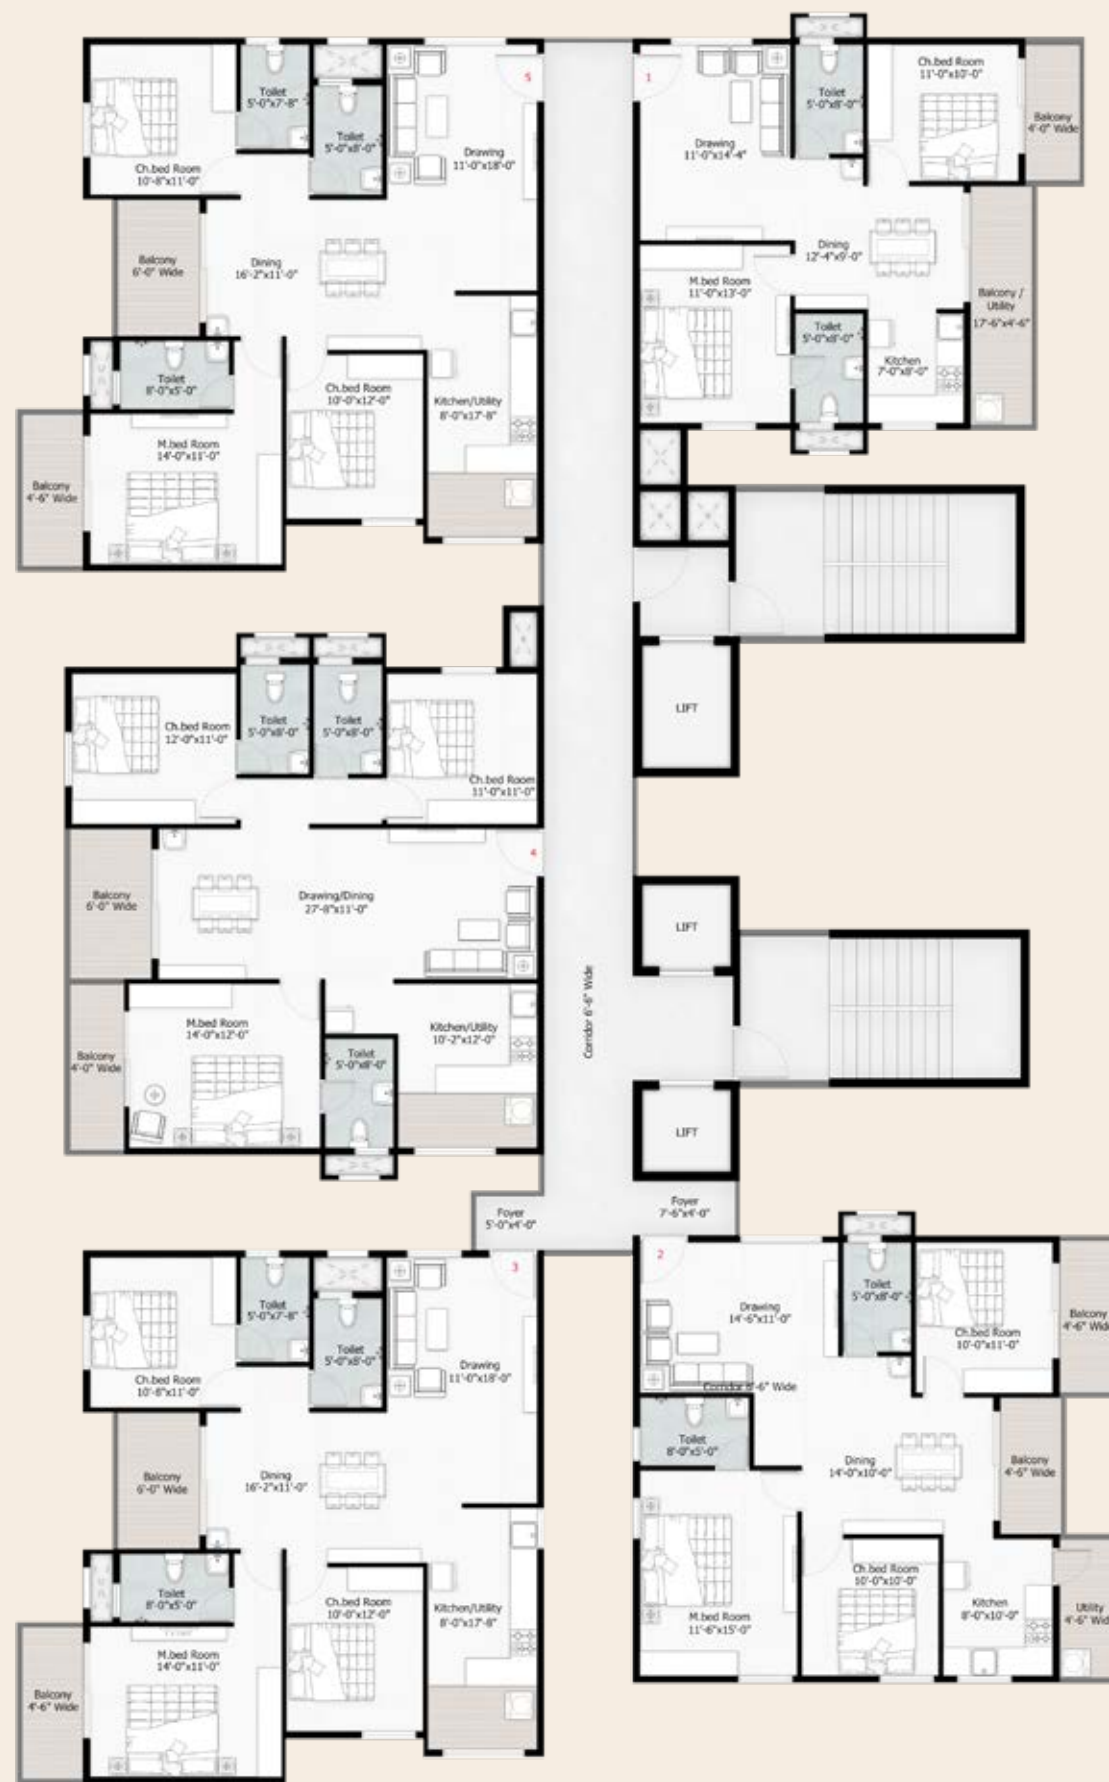 5
Toilet
5'-0"x7'-8"
Toilet
5'-0"x8'-0"
Drawing
11'-0"x18'-0"
Ch.bed Room
10'-8"x11'-0"
Balcony
6'-0" Wide
Dining
16'-2"x11'-0"
Toilet
8'-0"x5'-0"
Ch.bed Room
10'-0"x12'-0"
Kitchen/Utility
8'-0"x17'-8"
M.bed Room
14'-0"x11'-0"
Balcony
4'-6" Wide
1
Toilet
5'-0"x8'-0"
Ch.bed Room
11'-0"x10'-0"
Balcony
4'-0" Wide
Drawing
11'-0"x14'-4"
Dining
12'-4"x9'-0"
M.bed Room
11'-0"x13'-0"
Balcony /
Utility
17'-6"x4'-6"
Toilet
5'-0"x8'-0"
Kitchen
7'-0"x8'-0"
LIFT
LIFT
LIFT
Corridor 6'-6" Wide
Ch.bed Room
12'-0"x11'-0"
Toilet
5'-0"x8'-0"
Toilet
5'-0"x8'-0"
Ch.bed Room
11'-0"x11'-0"
4
Balcony
6'-0" Wide
Drawing/Dining
27'-8"x11'-0"
M.bed Room
14'-0"x12'-0"
Kitchen/Utility
10'-2"x12'-0"
Balcony
4'-0" Wide
Toilet
5'-0"x8'-0"
Foyer
5'-0"x4'-0"
Foyer
7'-6"x4'-0"
3
Toilet
5'-0"x7'-8"
Toilet
5'-0"x8'-0"
Drawing
11'-0"x18'-0"
Ch.bed Room
10'-8"x11'-0"
Balcony
6'-0" Wide
Dining
16'-2"x11'-0"
Toilet
8'-0"x5'-0"
Ch.bed Room
10'-0"x12'-0"
Kitchen/Utility
8'-0"x17'-8"
M.bed Room
14'-0"x11'-0"
Balcony
4'-6" Wide
2
Toilet
5'-0"x8'-0"
Drawing
14'-6"x11'-0"
Ch.bed Room
10'-0"x11'-0"
Balcony
4'-6" Wide
Corridor 6'-6" Wide
Toilet
8'-0"x5'-0"
Dining
14'-0"x10'-0"
Balcony
4'-6" Wide
Ch.bed Room
10'-0"x10'-0"
M.bed Room
11'-6"x15'-0"
Kitchen
8'-0"x10'-0"
Utility
4'-6" Wide